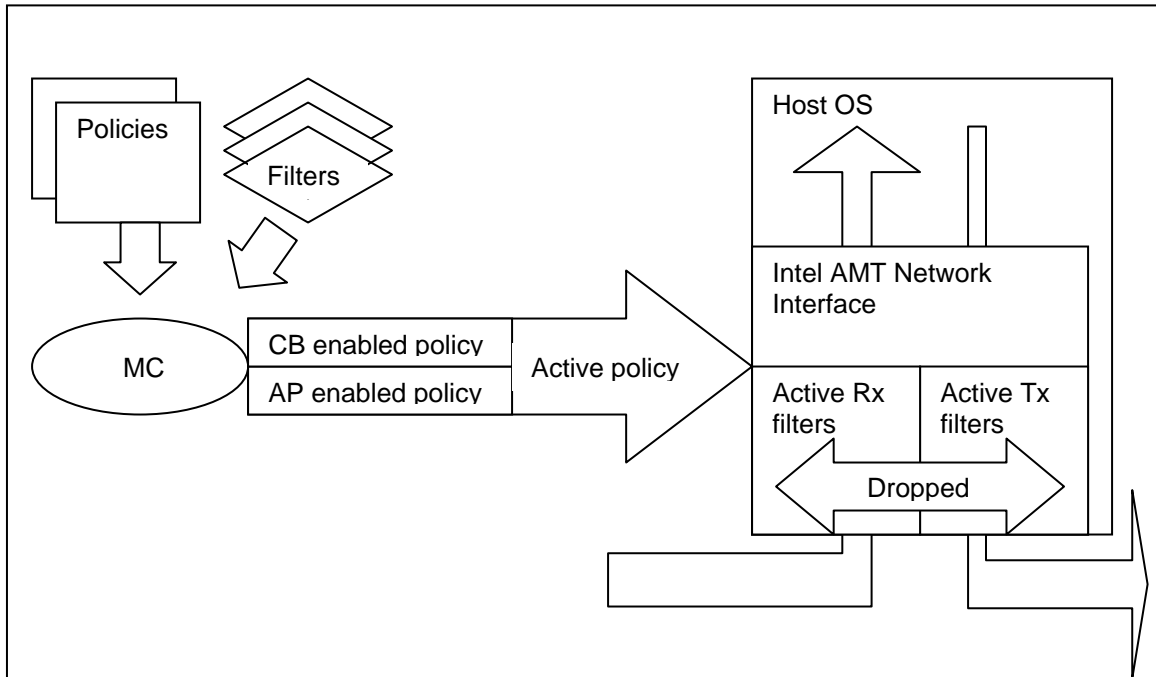 Policies
Filters
Host OS
Intel AMT Network
Interface
MC
CB enabled policy
AP enabled policy
Active policy
Active Rx
filters
Active Tx
filters
Dropped